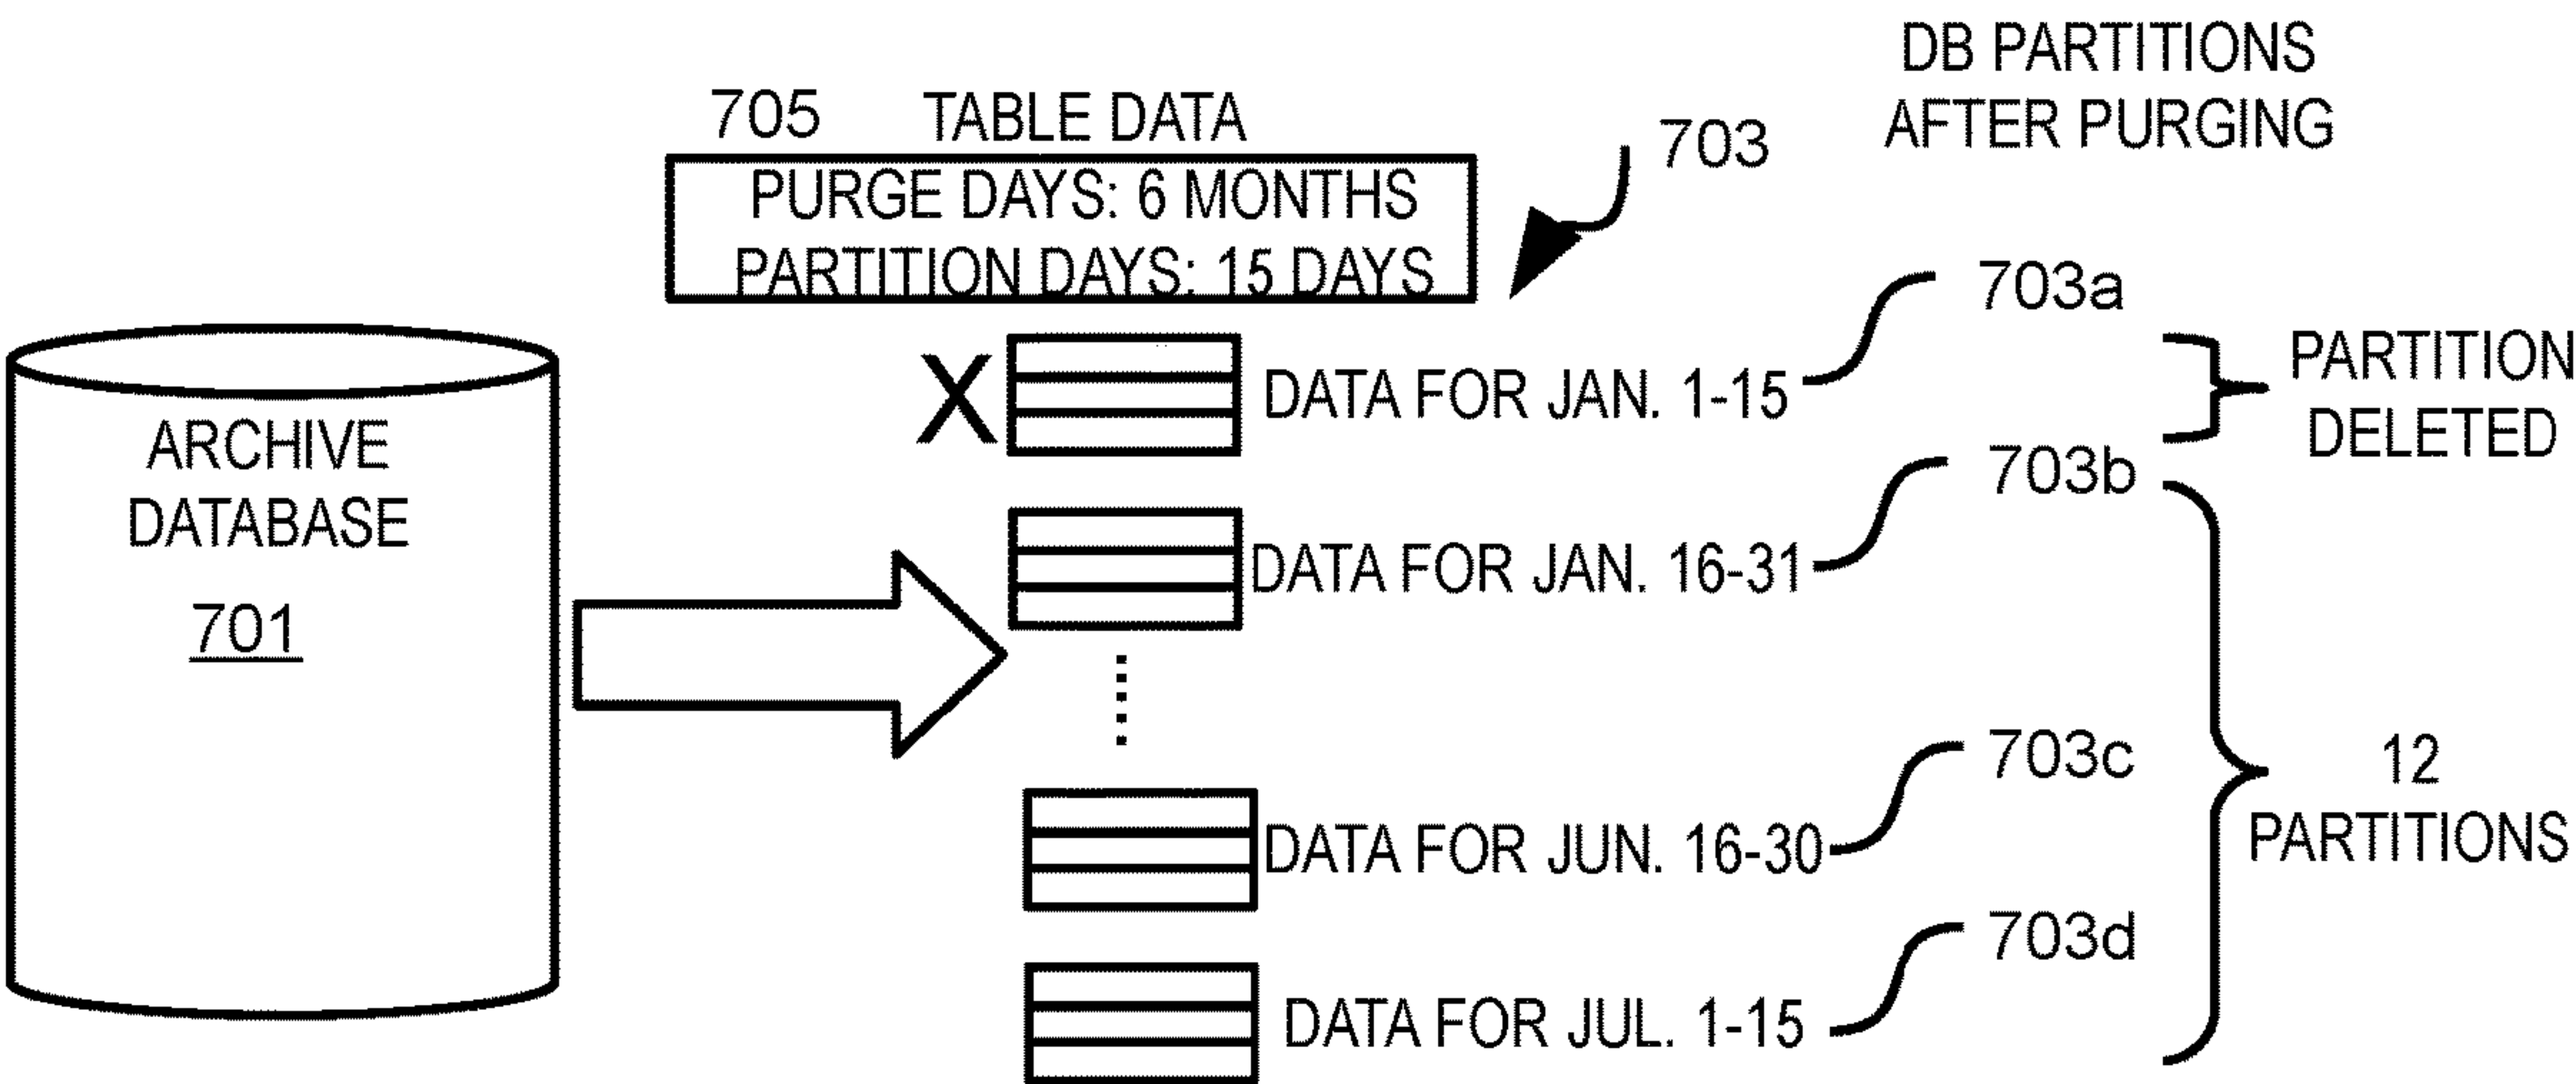 DB PARTITIONS
AFTER PURGING
705 TABLE DATA
703
PURGE DAYS: 6 MONTHS
PARTITION DAYS: 15 DAYS
703a
X DATA FOR JAN. 1-15
PARTITION
DELETED
703b
DATA FOR JAN. 16-31
ARCHIVE
DATABASE
701
703c
DATA FOR JUN. 16-30
12
PARTITIONS
703d
DATA FOR JUL. 1-15